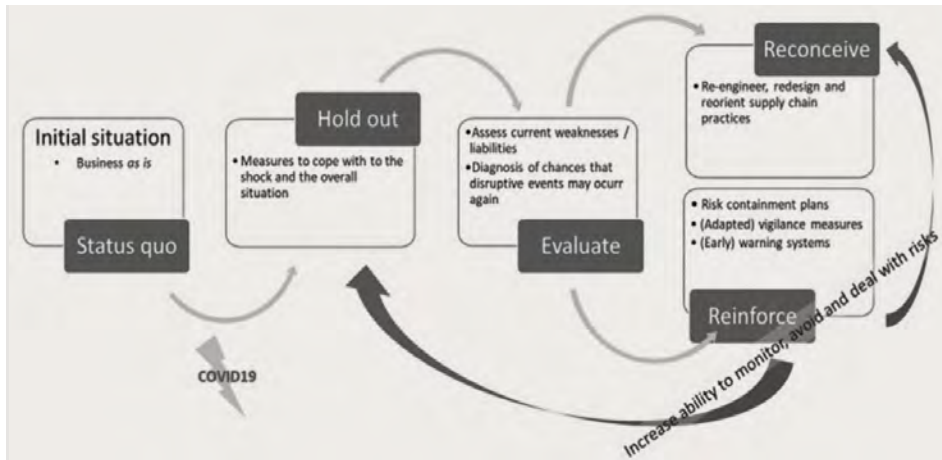 Initial situation
• Business as is
Status quo
COVID19
Hold out
• Measures to cope with to the
shock and the overall
situation
• Assess current weaknesses /
liabilities
• Diagnosis of chances that
disruptive events may ocurr
again
Evaluate
Reconceive
• Re-engineer, redesign and
reorient supply chain
practices
• Risk containment plans
• (Adapted) vigilance measures
• (Early) warning systems
Reinforce
Increase ability to monitor, avoid and deal with risks